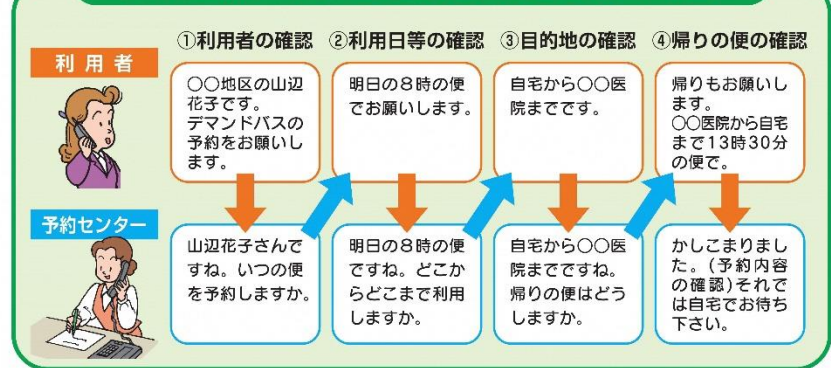 ①利用者の確認
②利用日等の確認
③目的地の確認
④帰りの便の確認
利用者
〇〇地区の山辺
花子です。
デマンドバスの
予約をお願いし
ます。
明日の8時の便
でお願いします。
自宅から〇〇医
院までです。
帰りもお願いし
ます。
〇〇医院から自宅
まで13時30分
の便で。
予約センター
山辺花子さんで
すね。いつの便
を予約しますか。
明日の8時の便
ですね。どこか
らどこまで利用
しますか。
自宅から〇〇医
院までですね。
帰りの便はどう
しますか。
かしこまりまし
た。(予約内容
の確認)それで
は自宅でお待ち
下さい。